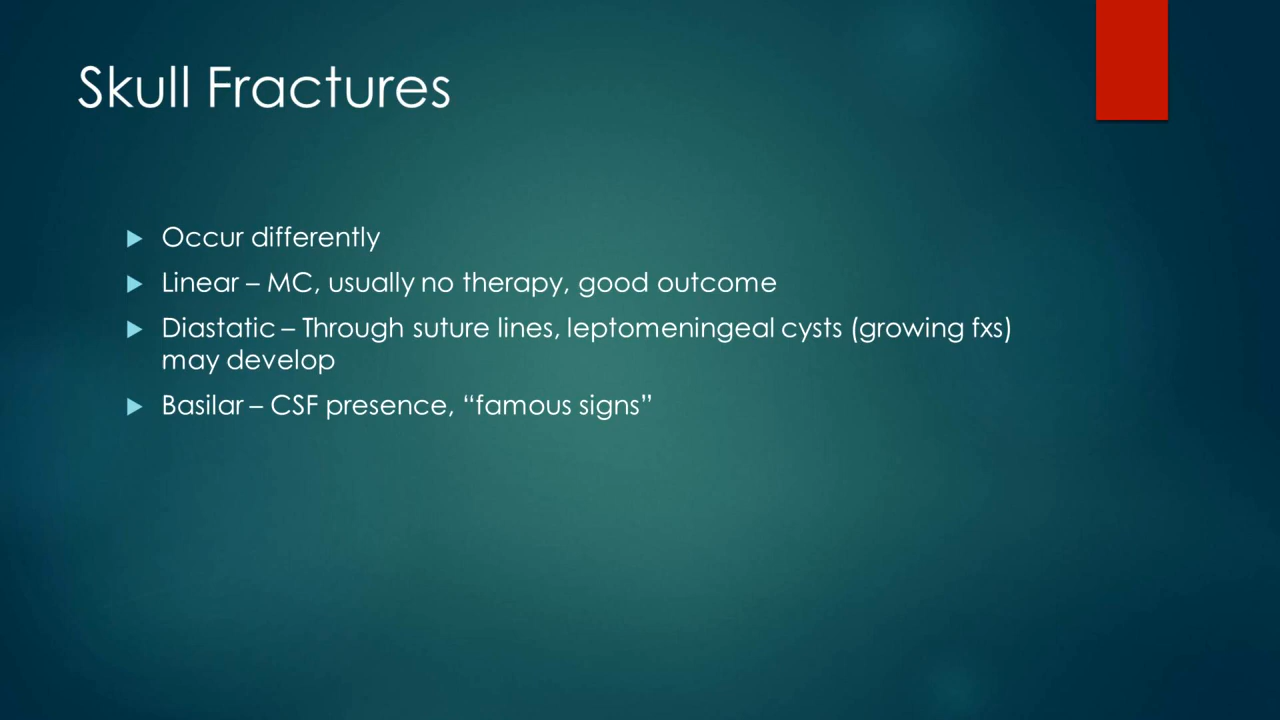 Skull Fractures
Occur differently
Linear – MC, usually no therapy, good outcome
Diastatic – Through suture lines, leptomeningeal cysts (growing fxs)
may develop
Basilar – CSF presence, “famous signs”